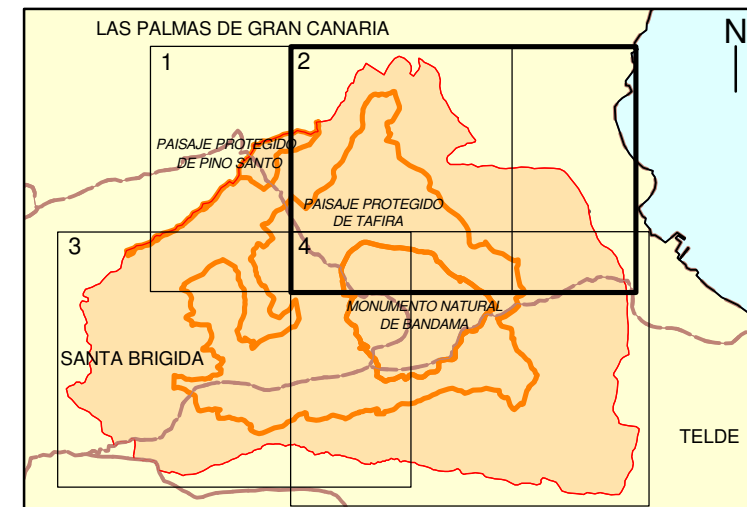 LAS PALMAS DE GRAN CANARIA
N
1
2
PAISAJE PROTEGIDO
DE PINO SANTO
PAISAJE PROTEGIDO
DE TAFIRA
3
4
MONUMENTO NATURAL
DE BANDAMA
SANTA BRIGIDA
TELDE